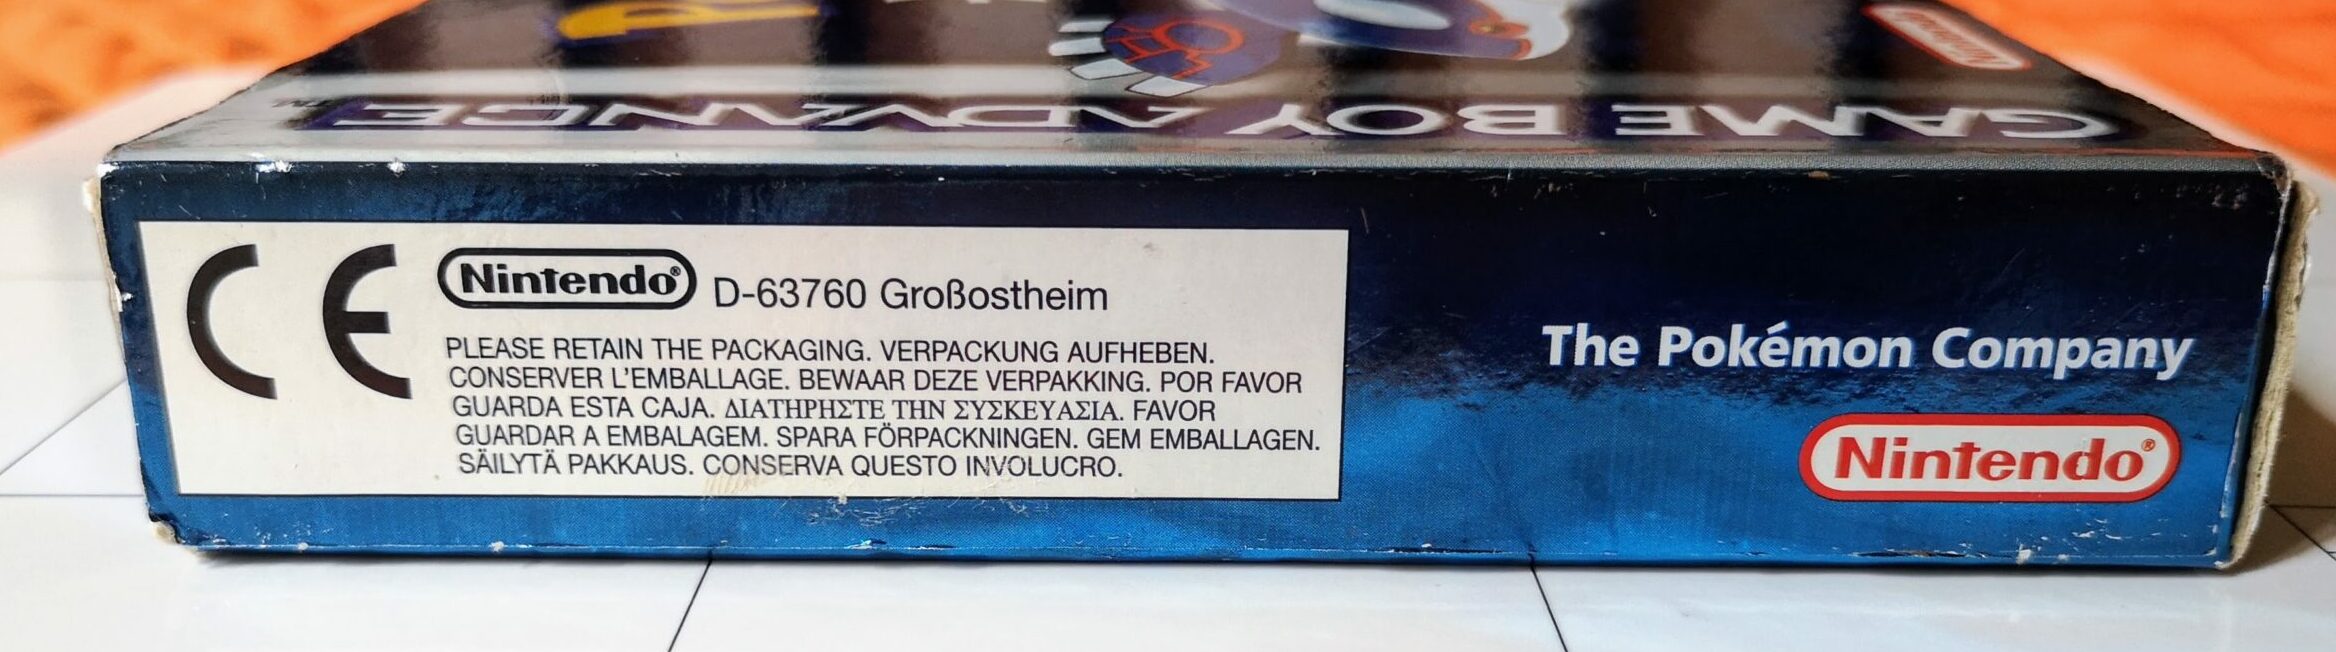 GAME BOY ADVANCE™
Nintendo
CE
Nintendo® D-63760 Großostheim
PLEASE RETAIN THE PACKAGING. VERPACKUNG AUFHEBEN.
CONSERVER L'EMBALLAGE. BEWAAR DEZE VERPAKKING. POR FAVOR
GUARDA ESTA CAJA. ΔΙΑΤΗΡΗΣΤΕ ΤΗΝ ΣΥΣΚΕΥΑΣΙΑ. FAVOR
GUARDAR A EMBALAGEM. SPARA FÖRPACKNINGEN. GEM EMBALLAGEN.
SÄILYTÄ PAKKAUS. CONSERVA QUESTO INVOLUCRO.
The Pokémon Company
Nintendo®